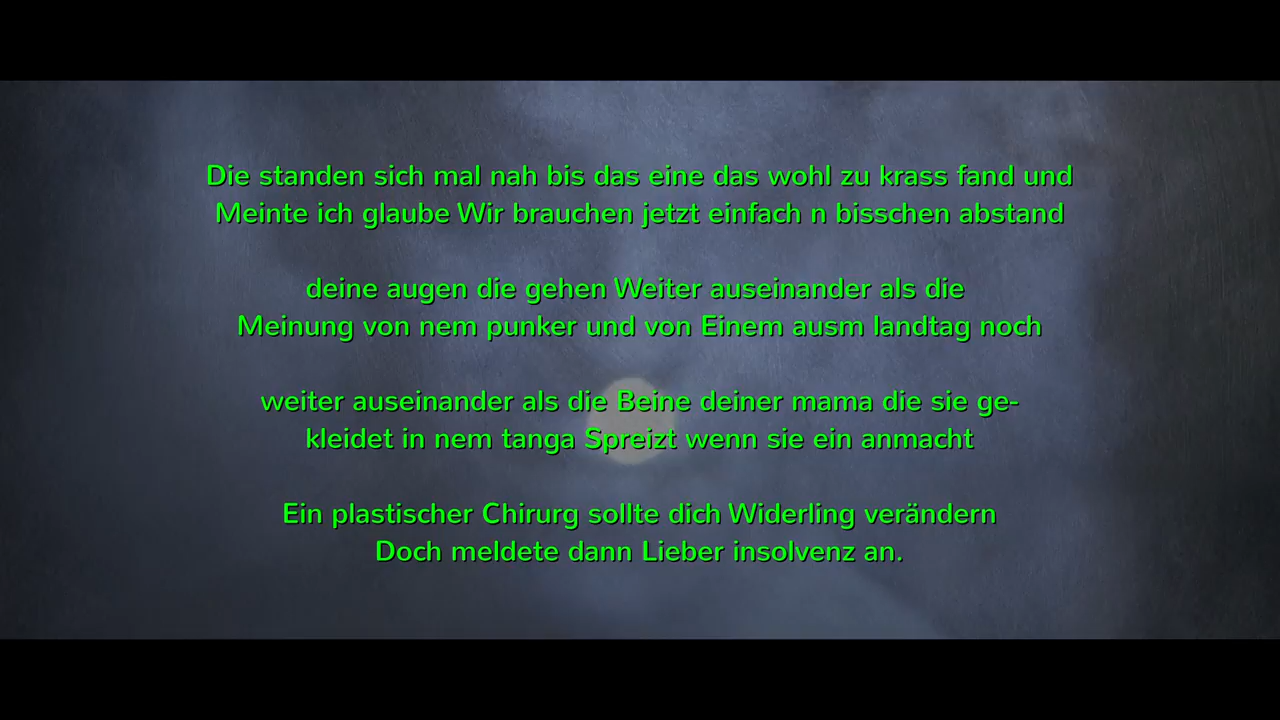 Die standen sich mal nah bis das eine das wohl zu krass fand und
Meinte ich glaube Wir brauchen jetzt einfach n bisschen abstand
deine augen die gehen Weiter auseinander als die
Meinung von nem punker und von Einem ausm landtag noch
weiter auseinander als die Beine deiner mama die sie ge-
kleidet in nem tanga Spreizt wenn sie ein anmacht
Ein plastischer Chirurg sollte dich Widerling verändern
Doch meldete dann Lieber insolvenz an.